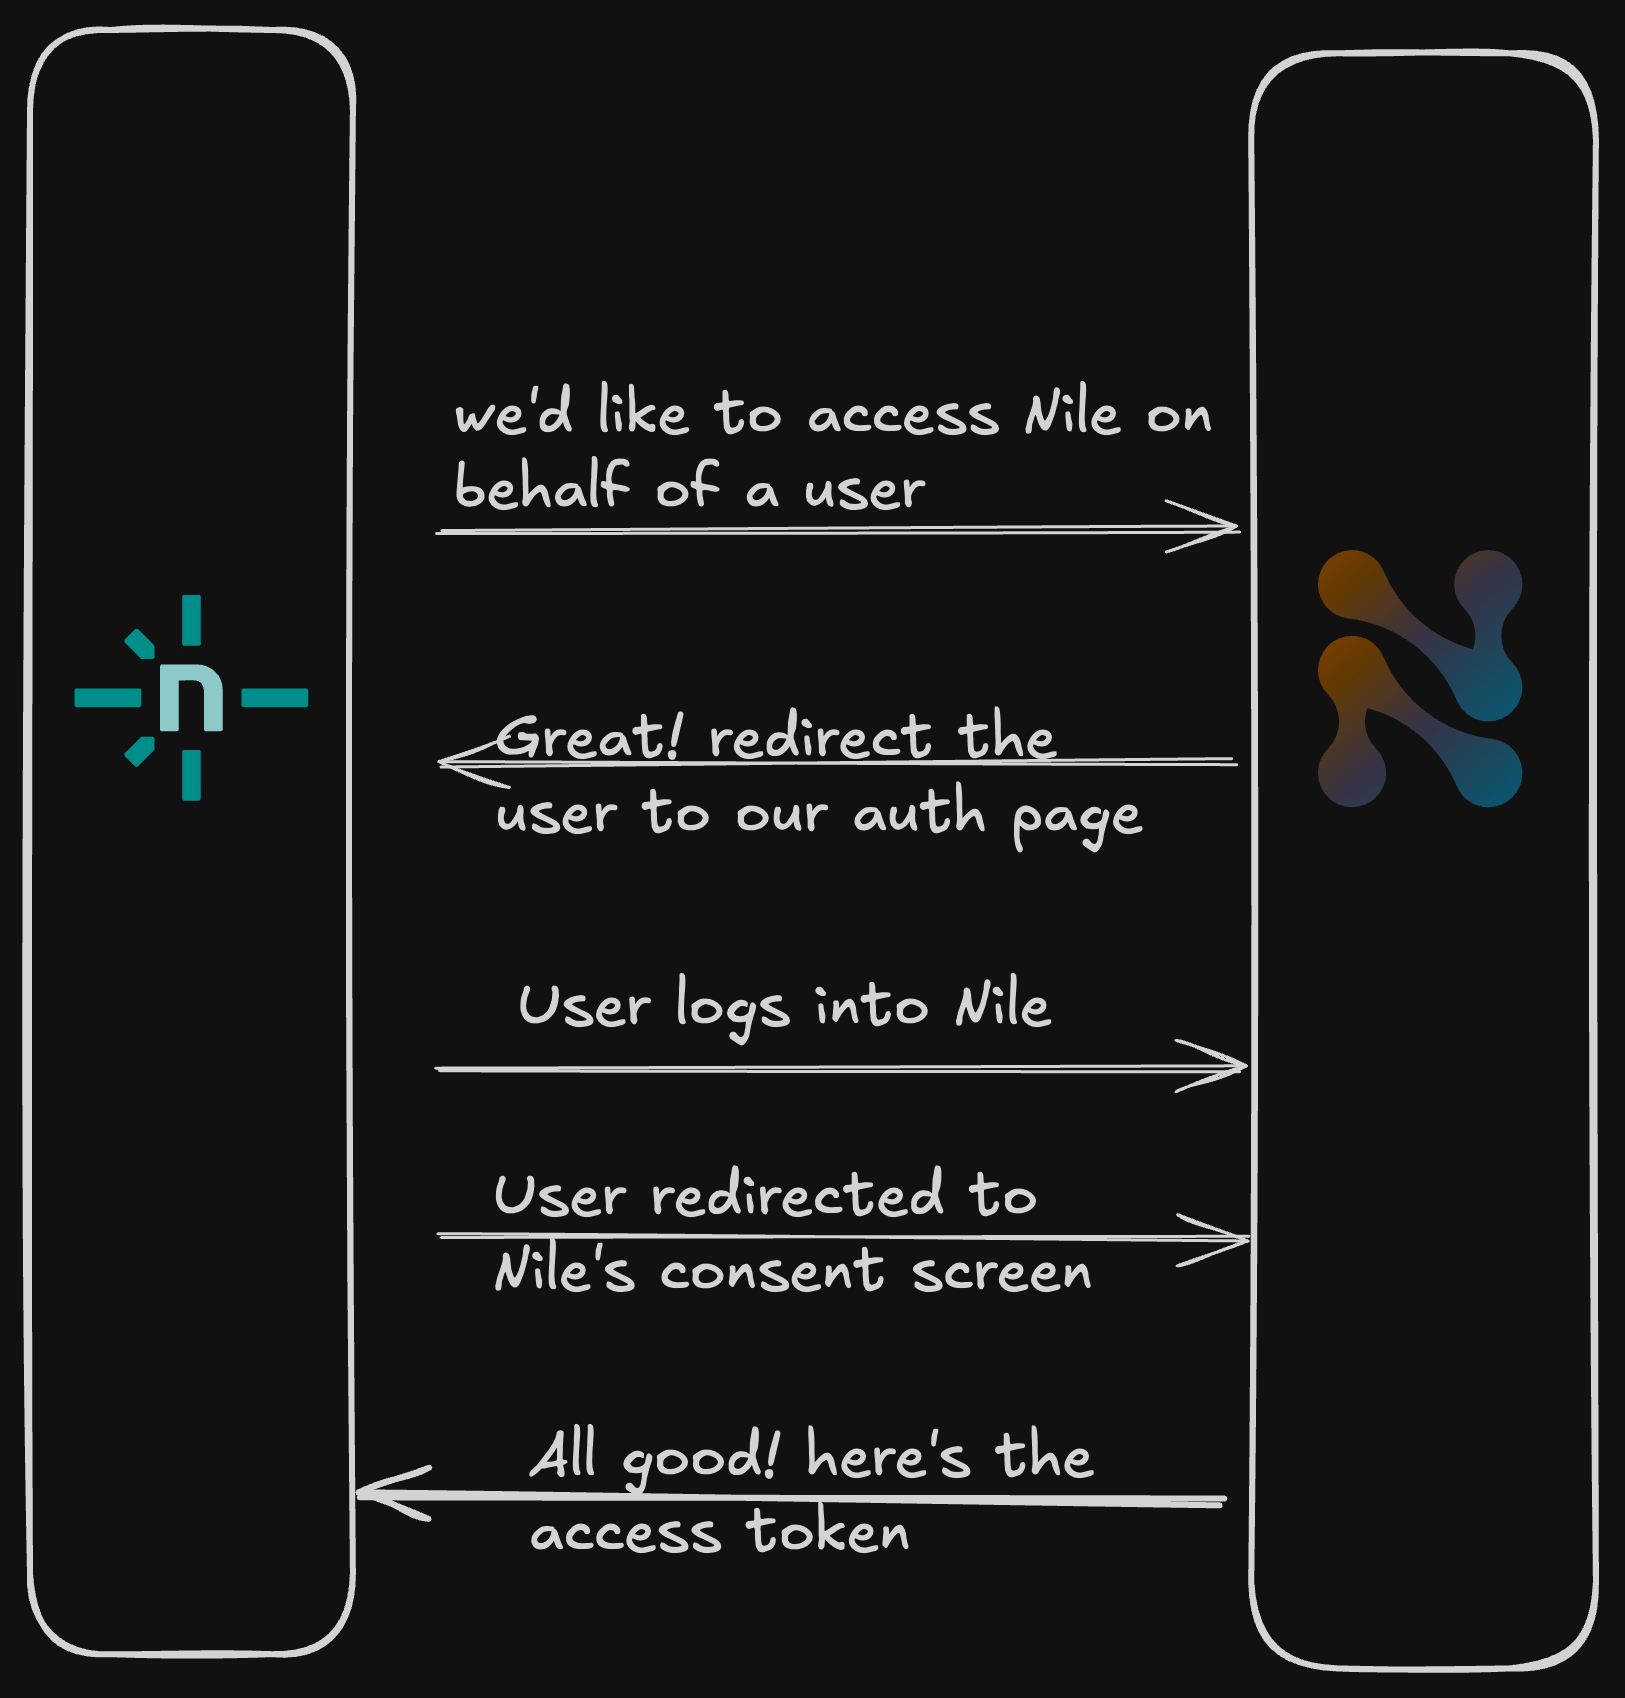 we'd like to access Nile on
behalf of a user
n
Great! redirect the
user to our auth page
User logs into Nile
User redirected to
Nile's consent screen
All good! here's the
access token